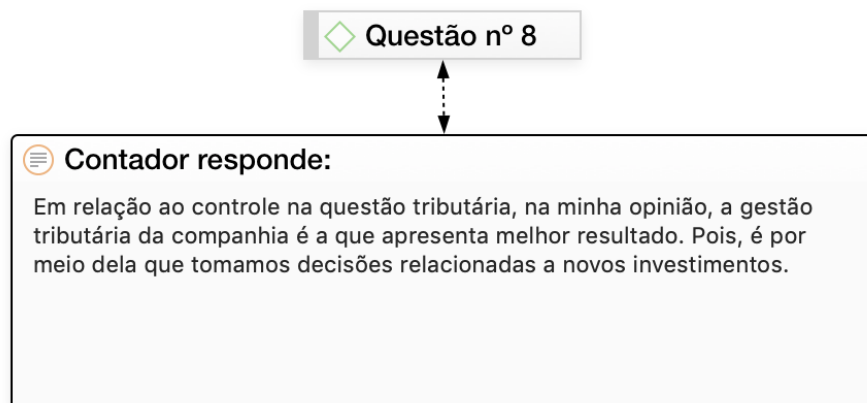 Questão nº 8
Contador responde:
Em relação ao controle na questão tributária, na minha opinião, a gestão
tributária da companhia é a que apresenta melhor resultado. Pois, é por
meio dela que tomamos decisões relacionadas a novos investimentos.